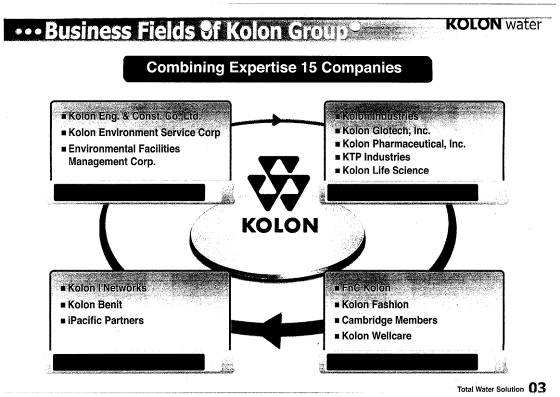 Business Fields of Kolon Group
KOLON water
Combining Expertise 15 Companies
▪ Kolon Eng. & Const. Co. Ltd.
▪ Kolon Environment Service Corp
▪ Environmental Facilities
Management Corp.
▪ Kolon Industries
▪ Kolon Glotech, Inc.
▪ Kolon Pharmaceutical, Inc.
▪ KTP Industries
▪ Kolon Life Science
KOLON
▪ Kolon I'Networks
▪ Kolon Benit
▪ iPacific Partners
▪ FnC Kolon
▪ Kolon Fashion
▪ Cambridge Members
▪ Kolon Wellcare
Total Water Solution 03